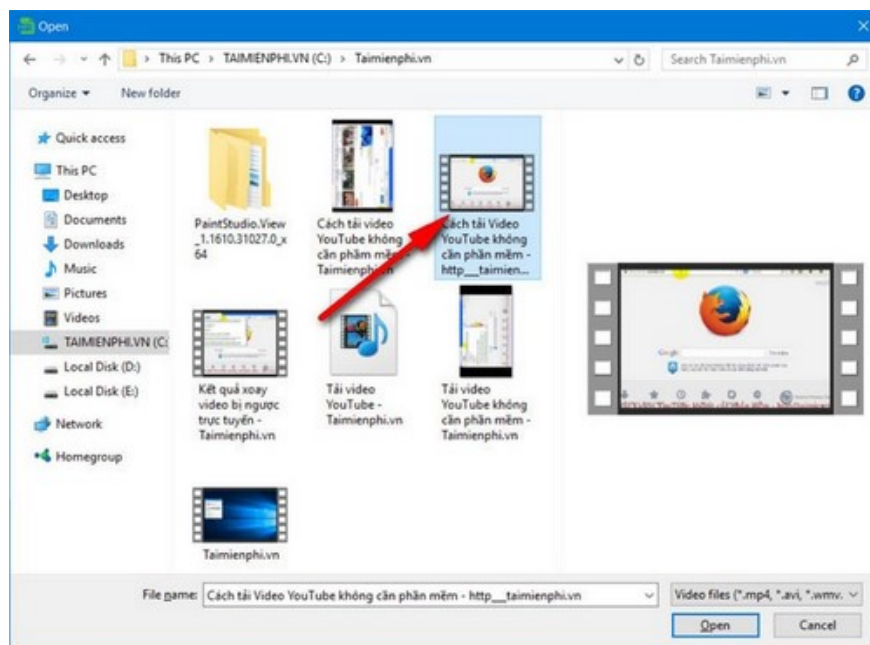 Open
This PC > TAIMIENPHI.VN (C:) > Taimienphi.vn
Search Taimienphi.vn
Organize
New folder
Quick access
This PC
Desktop
Documents
Downloads
Music
Pictures
Videos
TAIMIENPHI.VN (C:
Local Disk (D:)
Local Disk (E:)
Network
Homegroup
PaintStudio.View
_1.1610.31027.0_x
64
Cách tải video
YouTube không
cần phần mềm -
Taimienphi.vn
Cách tải Video
YouTube không
cần phần mềm -
http___taimien...
Kết quả xoay
video bị ngược
trực tuyến -
Taimienphi.vn
Tải video
YouTube -
Taimienphi.vn
Tải video
YouTube không
cần phần mềm -
Taimienphi.vn
Taimienphi.vn
Google
File name:
Cách tải Video YouTube không cần phần mềm - http___taimienphi.vn
Video files (*.mp4, *.avi, *.wmv,
Open
Cancel